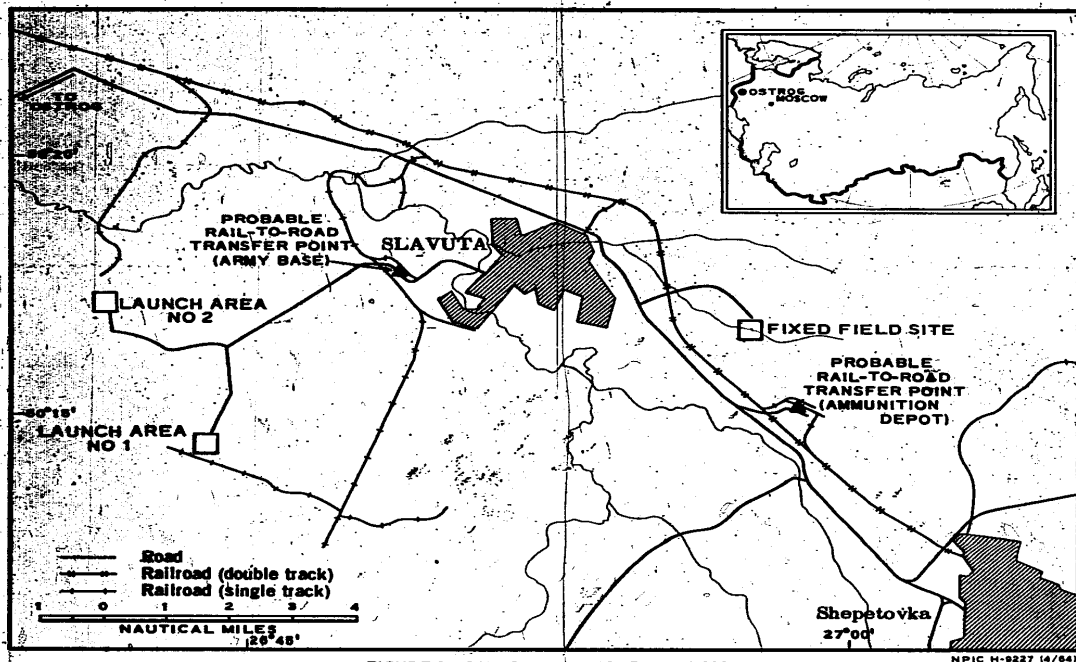 TO
OSTROG
OSTROG
MOSCOW
PROBABLE
RAIL-TO-ROAD
TRANSFER POINT
(ARMY BASE)
SLAVUTA
LAUNCH AREA
NO 2
FIXED FIELD SITE
PROBABLE
RAIL-TO-ROAD
TRANSFER POINT
(AMMUNITION
DEPOT)
50°15'
LAUNCH AREA
NO 1
Road
Railroad (double track)
Railroad (single track)
1 0 1 2 3 4
NAUTICAL MILES
26°45'
Shepetovka
27°00'
NPIC H-9227 (4/64)